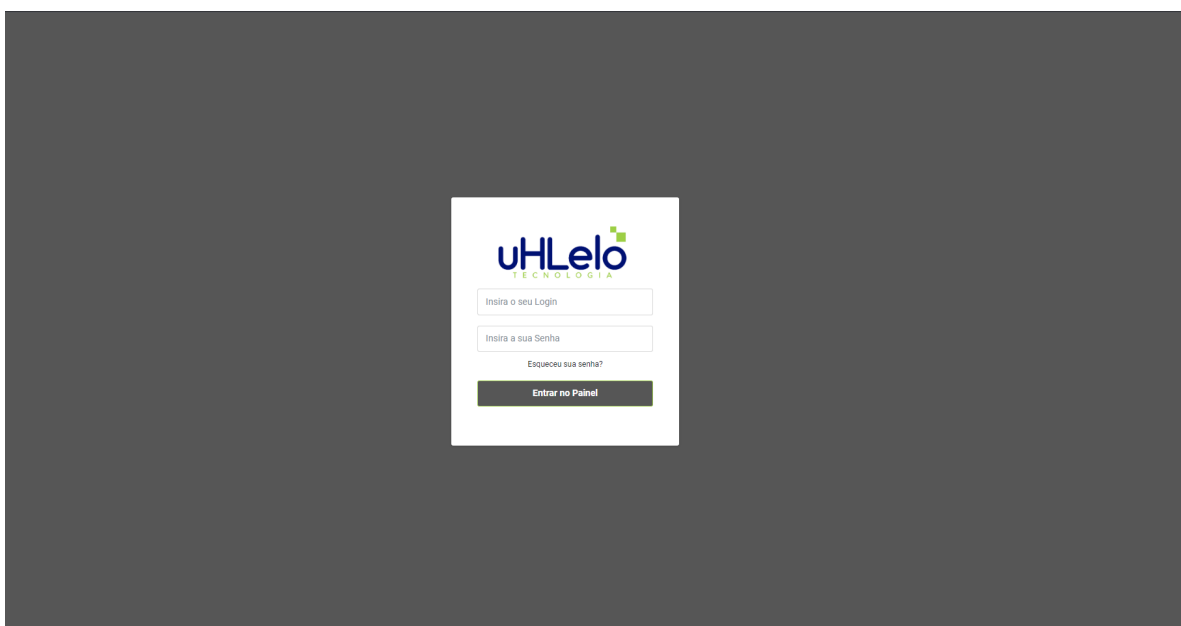 uHLelo
TECNOLOGIA
Insira o seu Login
Insira a sua Senha
Esqueceu sua senha?
Entrar no Painel